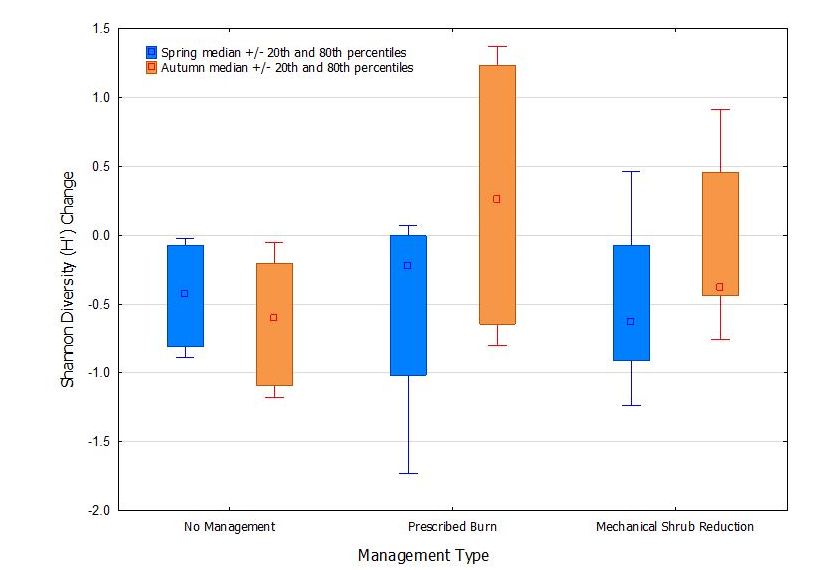 1.5
Spring median +/- 20th and 80th percentiles
Autumn median +/- 20th and 80th percentiles
1.0
0.5
0.0
-0.5
-1.0
-1.5
-2.0
Shannon Diversity (H') Change
No Management
Prescribed Burn
Mechanical Shrub Reduction
Management Type